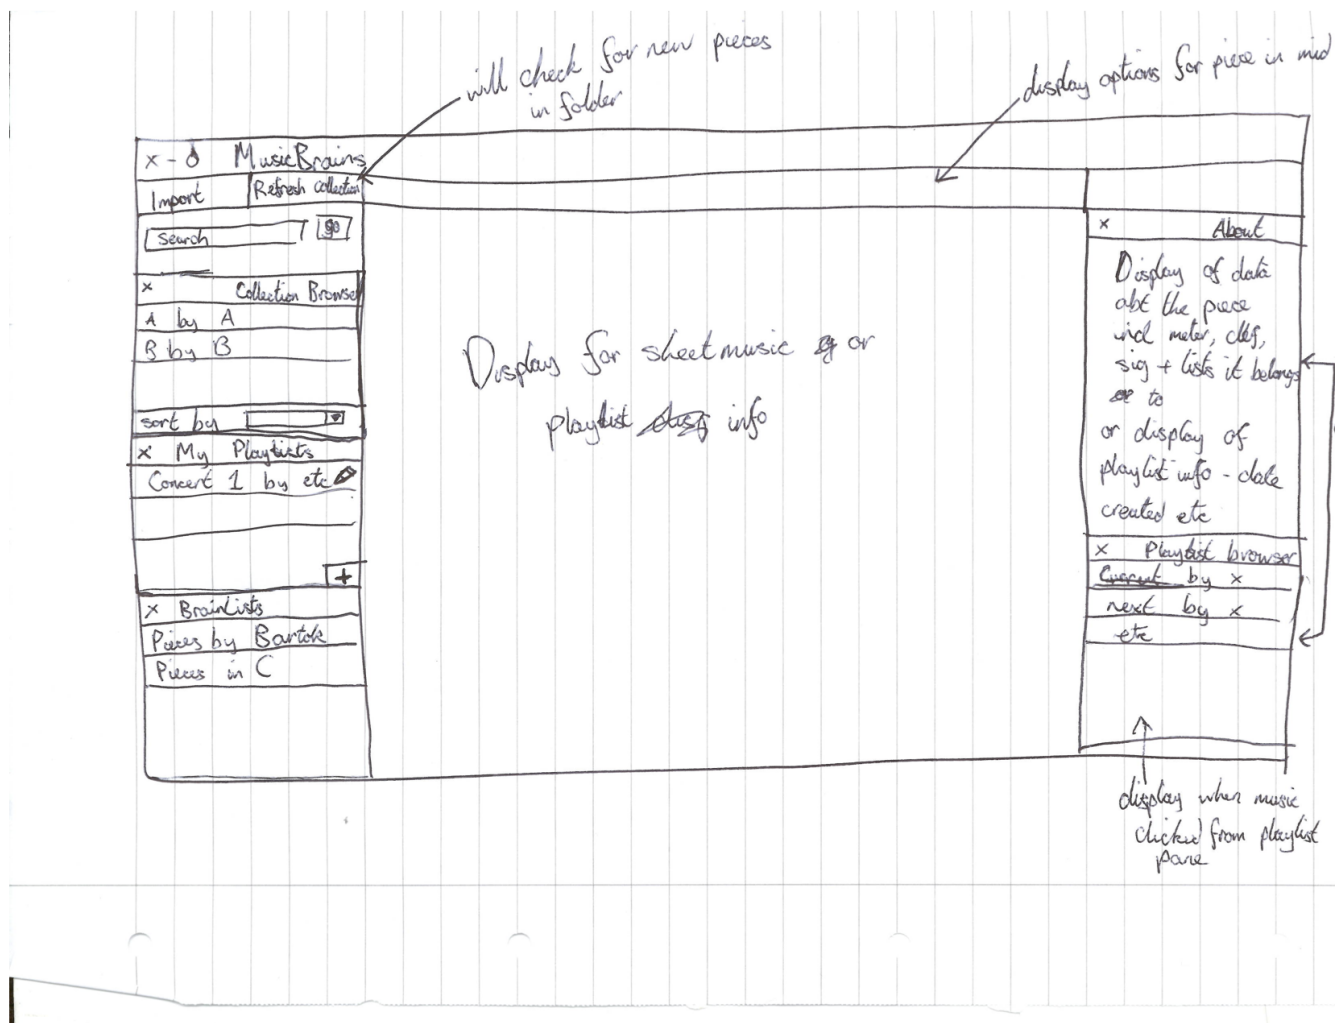 will check for new pieces
in folder
display options for piece in mid
x - o MusicBrains
Import
Refresh collection
search
go
x Collection Browser
A by A
B by B
sort by
x My Playlists
Concert 1 by etc
+
x BrainLists
Pieces by Bartok
Pieces in C
Display for sheetmusic or
playlist info
x About
Display of data
abt the piece
incl meter, clef,
sig + lists it belongs
to
or display of
playlist info - date
created etc
x Playlist browser
Current by x
next by x
etc
display when music
clicked from playlist
pane